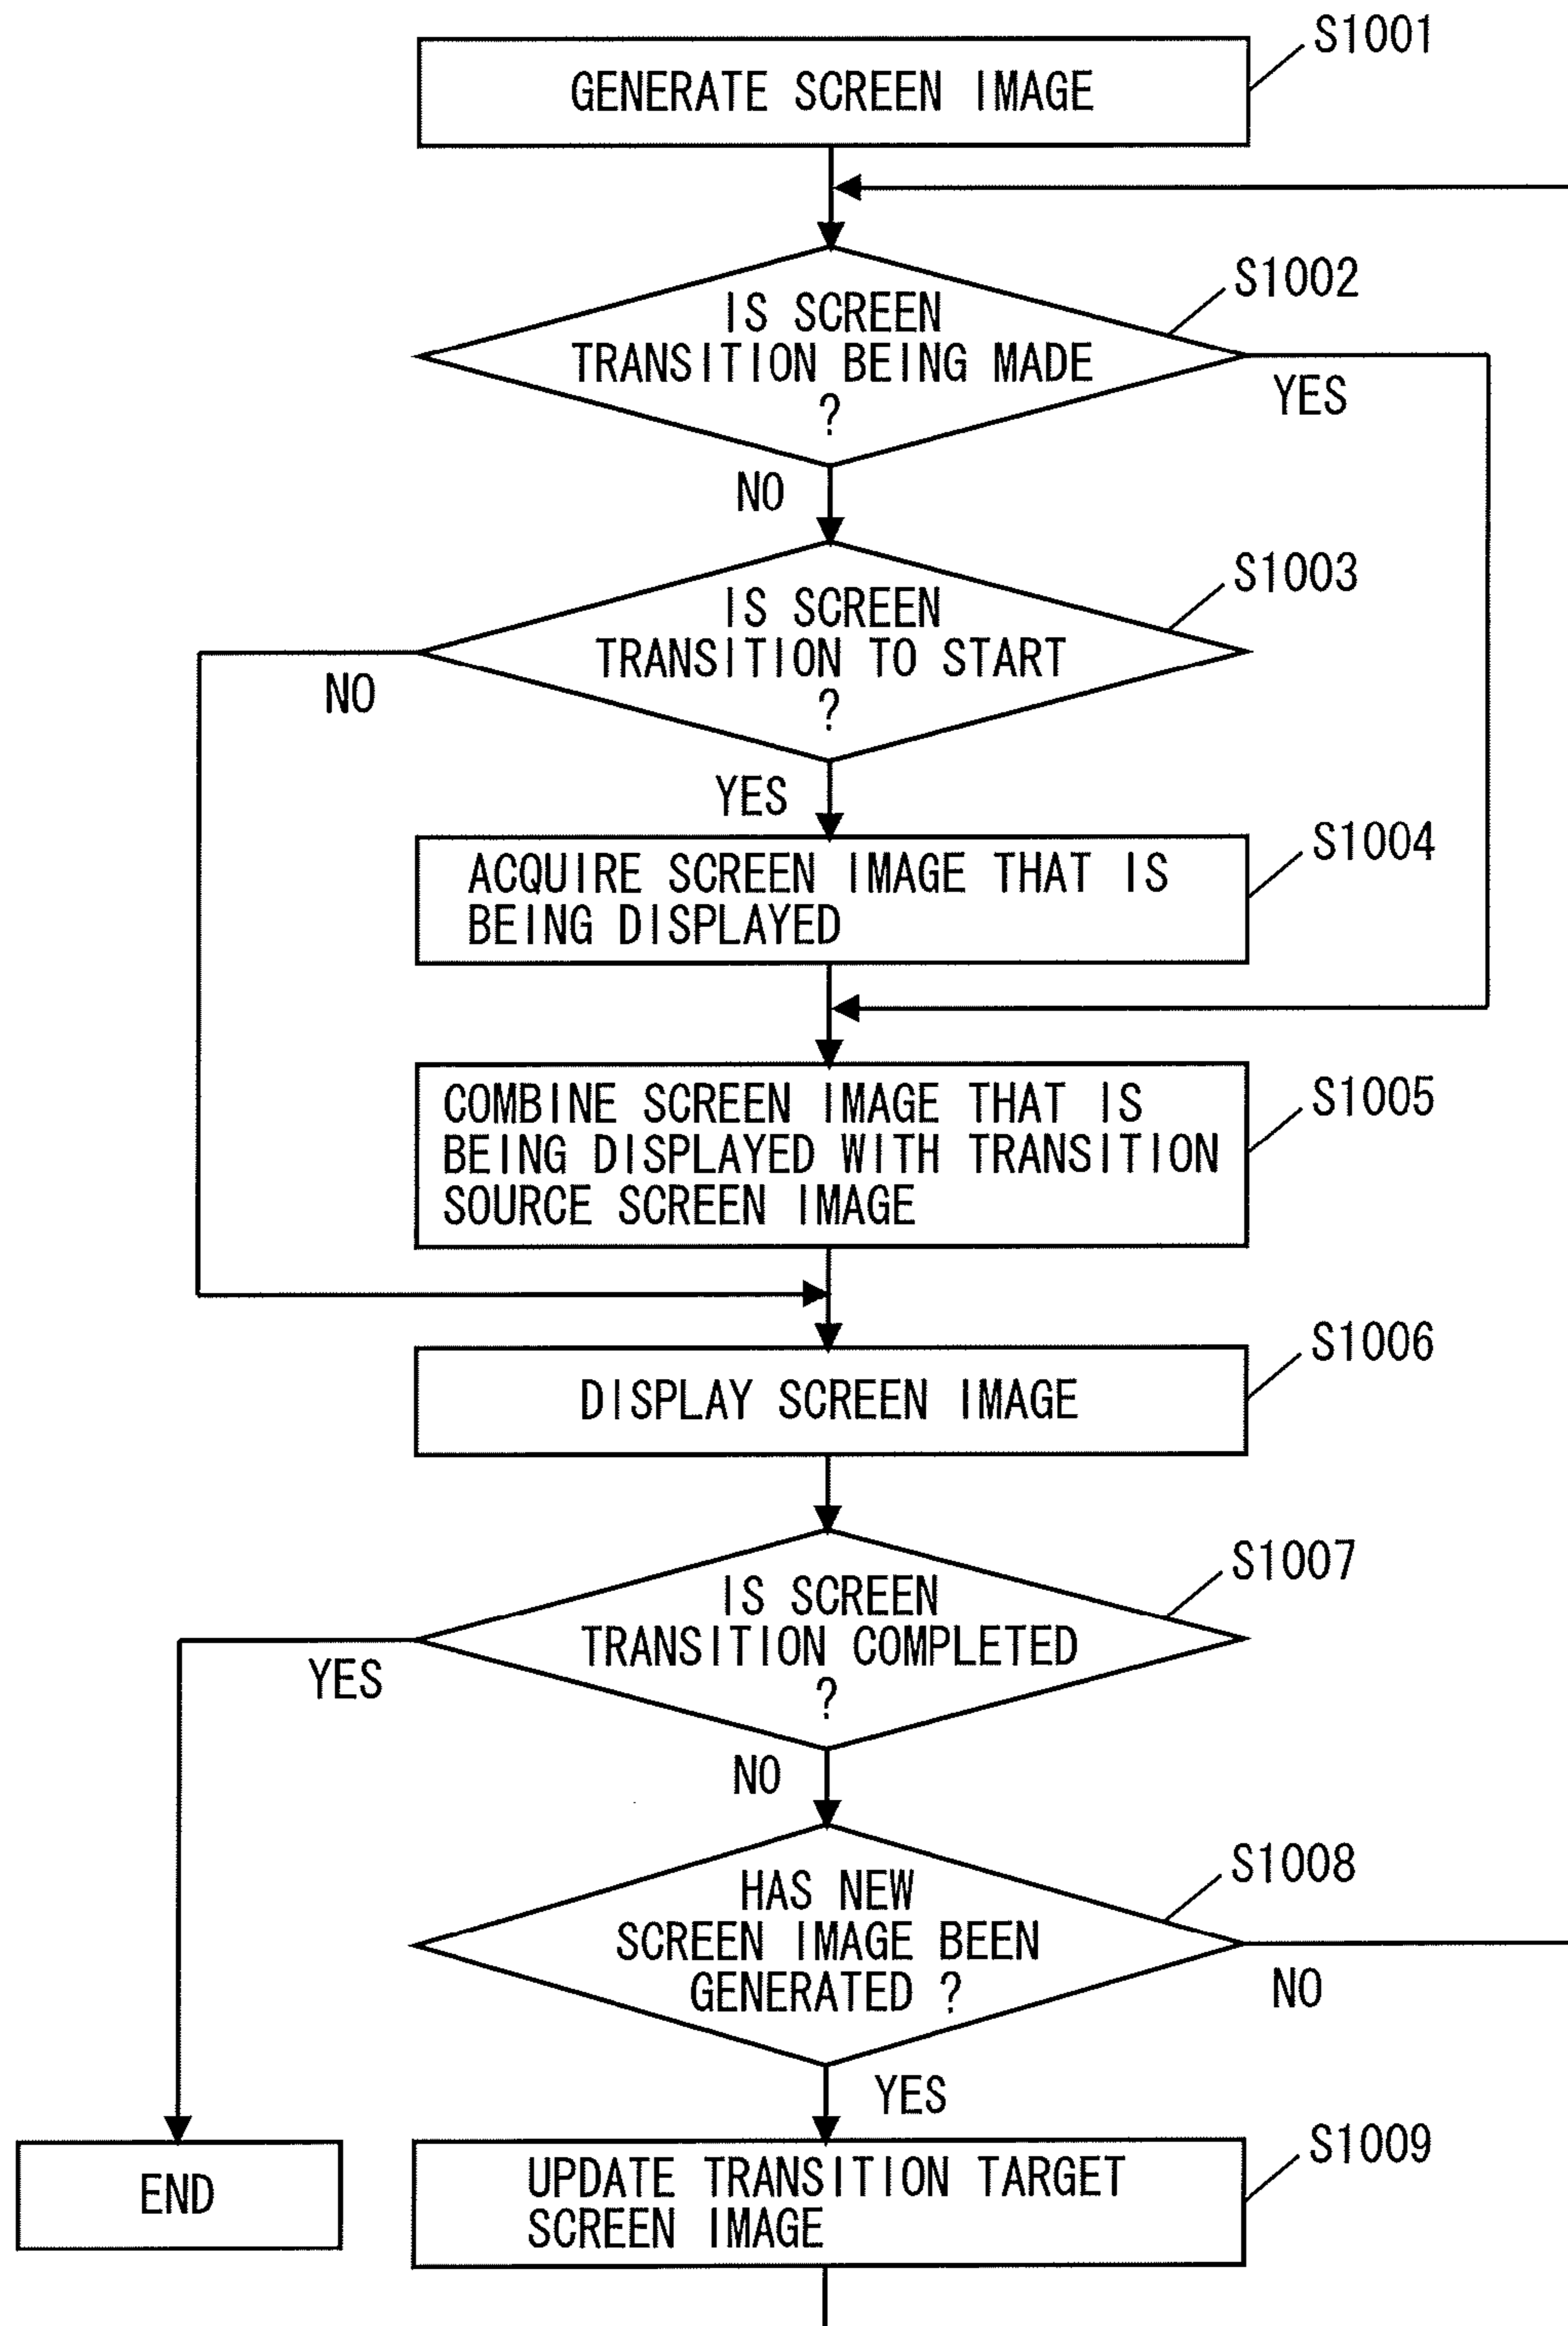 S1001
GENERATE SCREEN IMAGE
S1002
IS SCREEN
TRANSITION BEING MADE
?
YES
NO
S1003
IS SCREEN
TRANSITION TO START
?
NO
YES
S1004
ACQUIRE SCREEN IMAGE THAT IS
BEING DISPLAYED
S1005
COMBINE SCREEN IMAGE THAT IS
BEING DISPLAYED WITH TRANSITION
SOURCE SCREEN IMAGE
S1006
DISPLAY SCREEN IMAGE
S1007
IS SCREEN
TRANSITION COMPLETED
?
YES
NO
S1008
HAS NEW
SCREEN IMAGE BEEN
GENERATED ?
NO
YES
S1009
END
UPDATE TRANSITION TARGET
SCREEN IMAGE